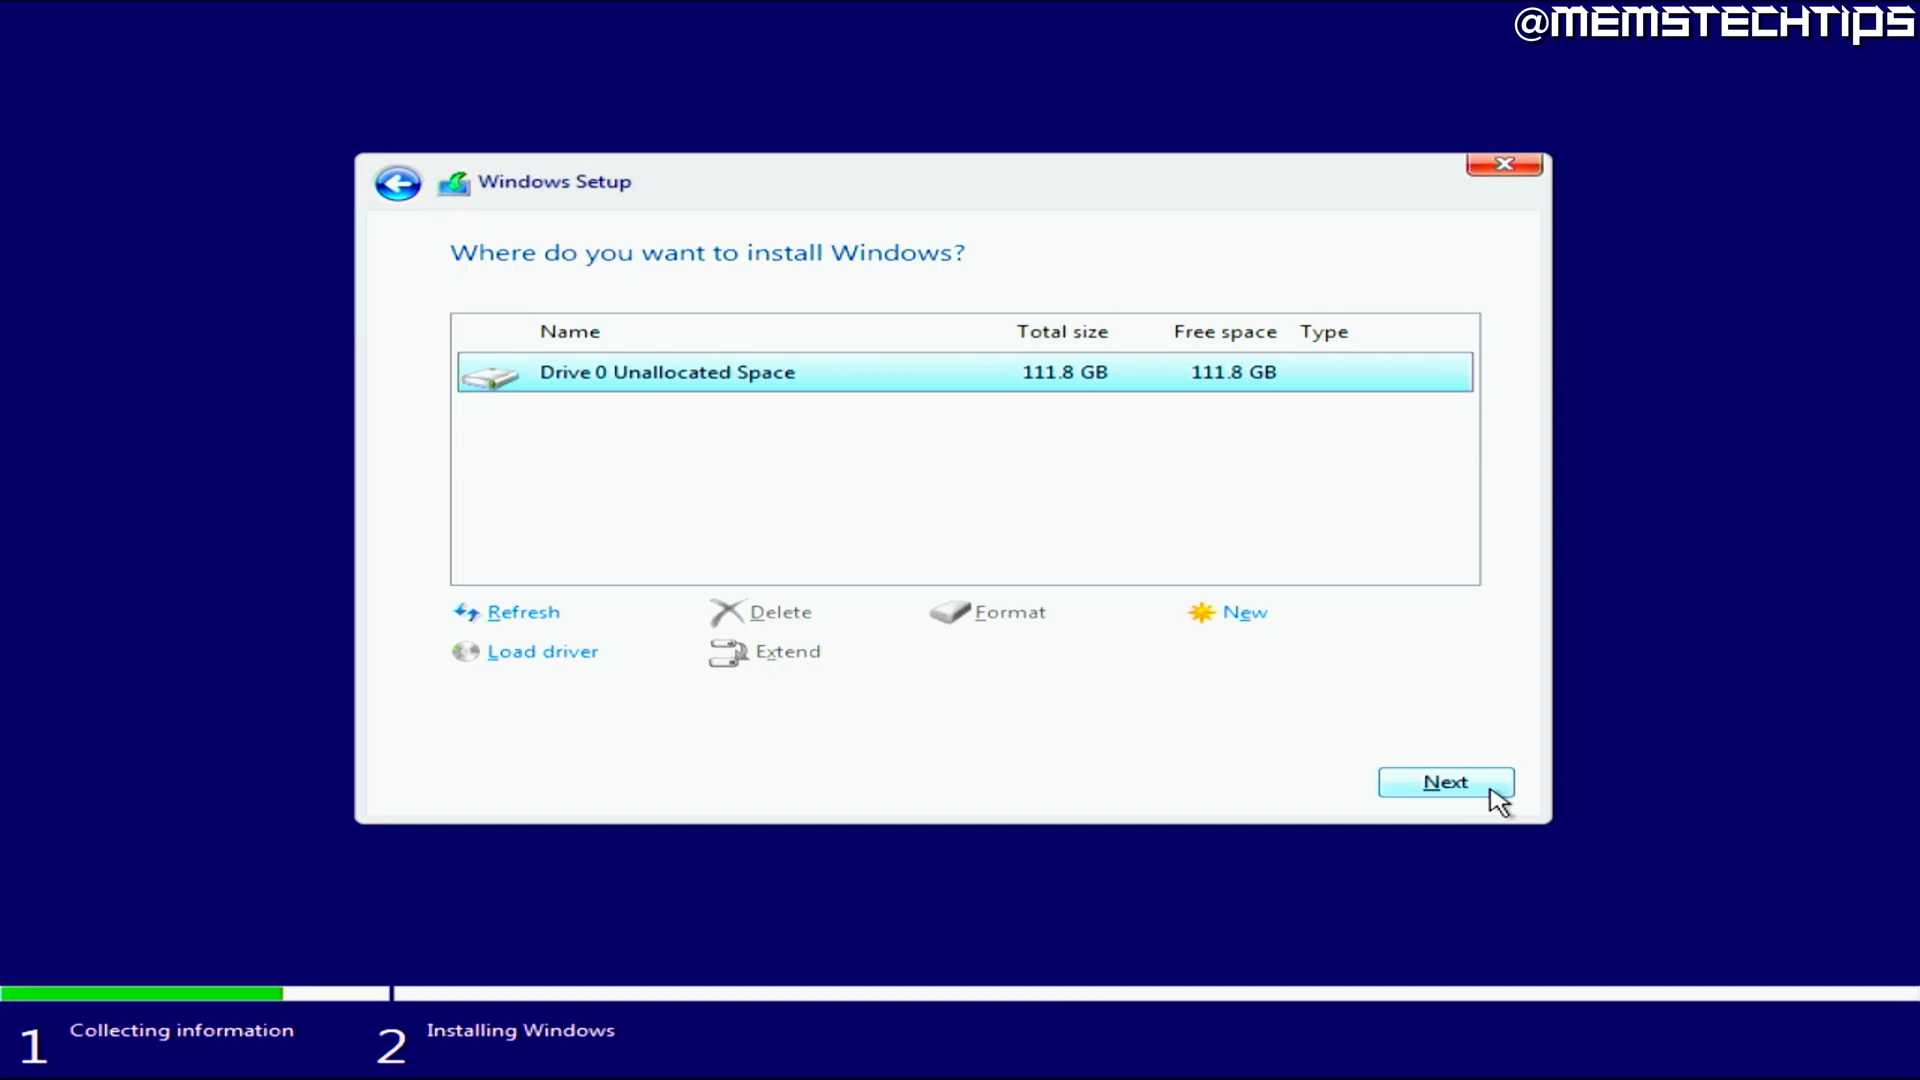 @MEMSTECHTIPS
Windows Setup
Where do you want to install Windows?
Name Total size Free space Type
Drive 0 Unallocated Space 111.8 GB 111.8 GB
Refresh Delete Format New
Load driver Extend
Next
1 Collecting information 2 Installing Windows